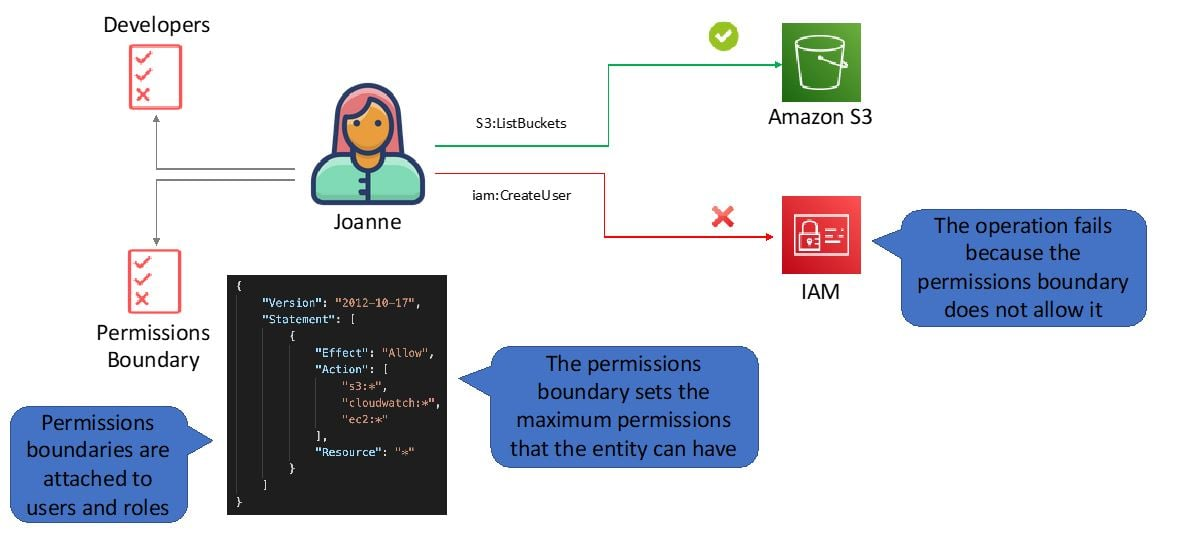 Developers
S3:ListBuckets
Amazon S3
Joanne
iam:CreateUser
IAM
The operation fails
because the
permissions boundary
does not allow it
Permissions
Boundary
{
"Version": "2012-10-17",
"Statement": [
{
"Effect": "Allow",
"Action": [
"s3:*",
"cloudwatch:*",
"ec2:*"
],
"Resource": "*"
}
]
}
The permissions
boundary sets the
maximum permissions
that the entity can have
Permissions
boundaries are
attached to
users and roles